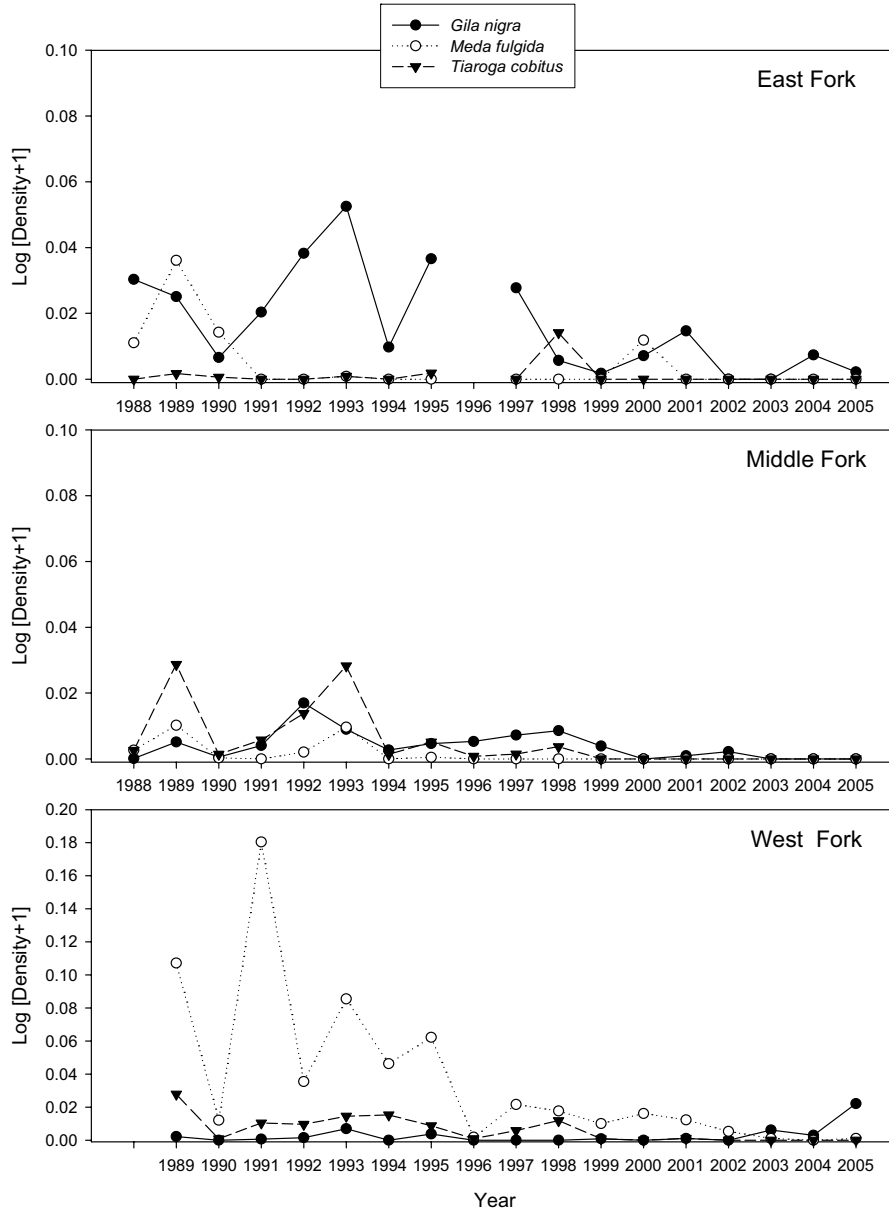 Gila nigra
Meda fulgida
Tiaroga cobitus
East Fork
Log [Density+1]
0.10
0.08
0.06
0.04
0.02
0.00
1988 1989 1990 1991 1992 1993 1994 1995 1996 1997 1998 1999 2000 2001 2002 2003 2004 2005
Middle Fork
Log [Density+1]
0.10
0.08
0.06
0.04
0.02
0.00
1988 1989 1990 1991 1992 1993 1994 1995 1996 1997 1998 1999 2000 2001 2002 2003 2004 2005
West Fork
Log [Density+1]
0.20
0.18
0.16
0.14
0.12
0.10
0.08
0.06
0.04
0.02
0.00
1989 1990 1991 1992 1993 1994 1995 1996 1997 1998 1999 2000 2001 2002 2003 2004 2005
Year